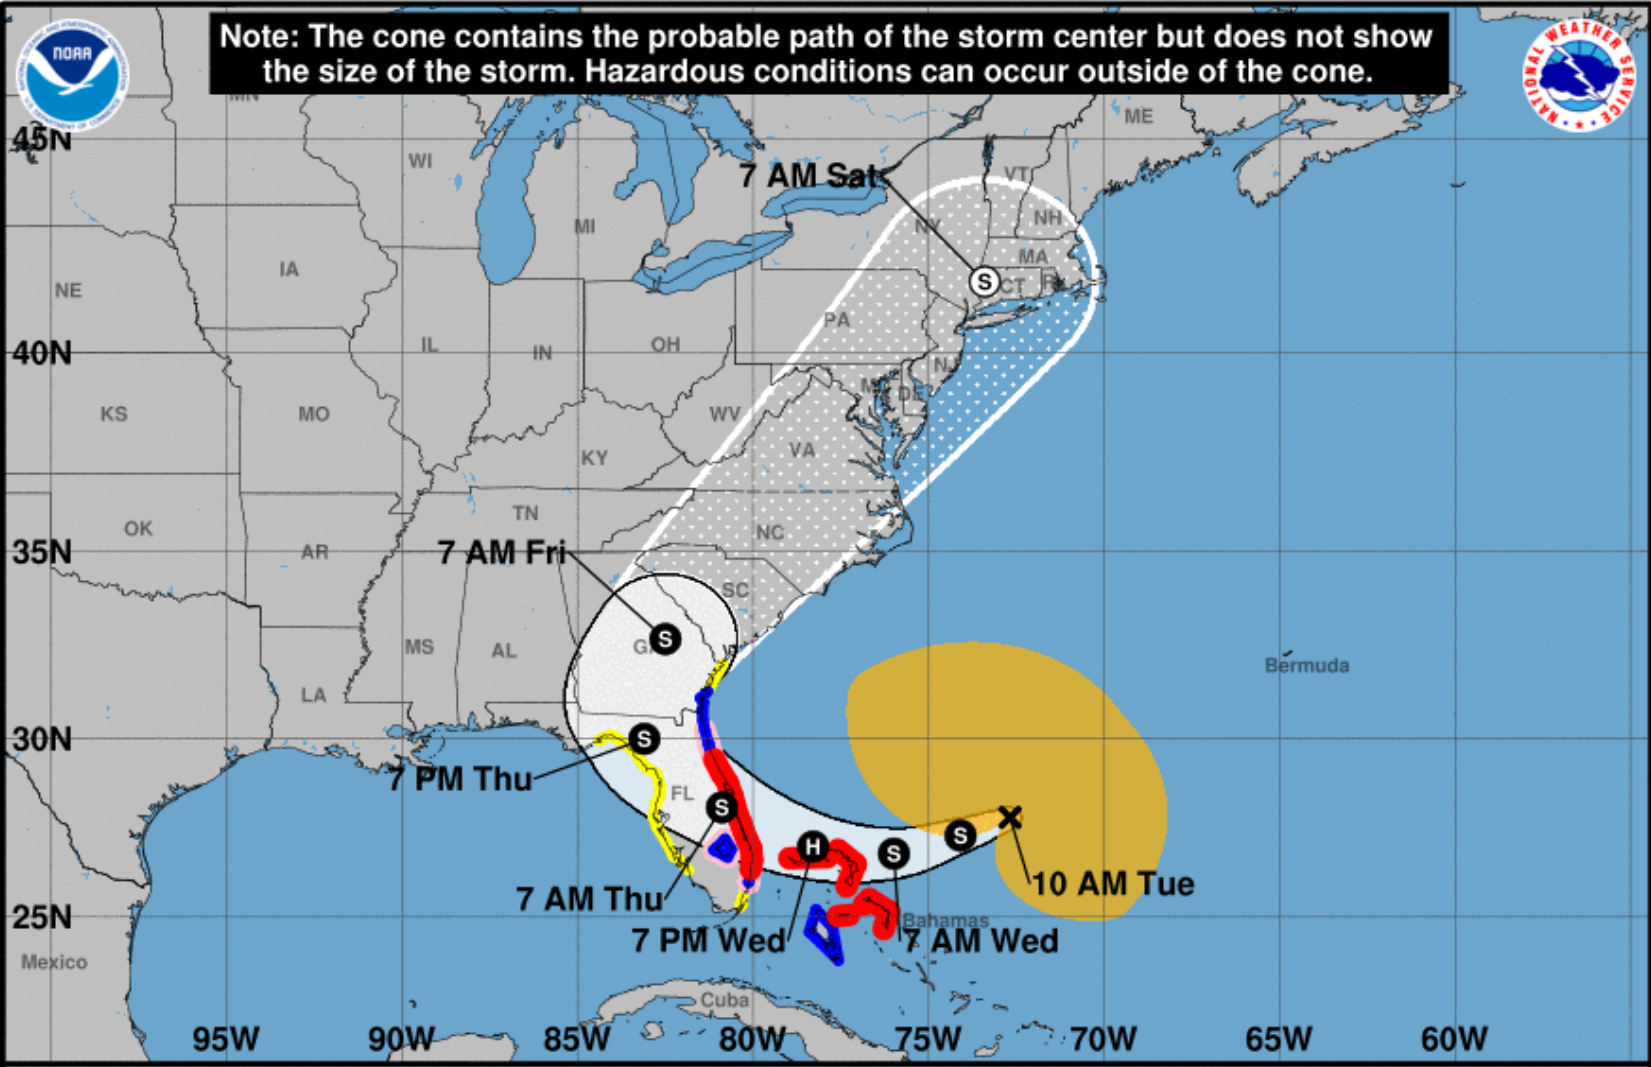 Note: The cone contains the probable path of the storm center but does not show
the size of the storm. Hazardous conditions can occur outside of the cone.
NOAA
NATIONAL WEATHER SERVICE
MN
ME
45N
WI
7 AM Sat
VT
MI
NY
NH
MA
IA
NE
CT
PA
40N
IL
IN
OH
NJ
DE
KS
MO
WV
VA
KY
TN
OK
NC
35N
AR
7 AM Fri
SC
MS
AL
S
Bermuda
LA
30N
S
7 PM Thu
FL
S
S
H
S
10 AM Tue
7 AM Thu
25N
Bahamas
7 PM Wed
7 AM Wed
Mexico
Cuba
95W
90W
85W
80W
75W
70W
65W
60W
S